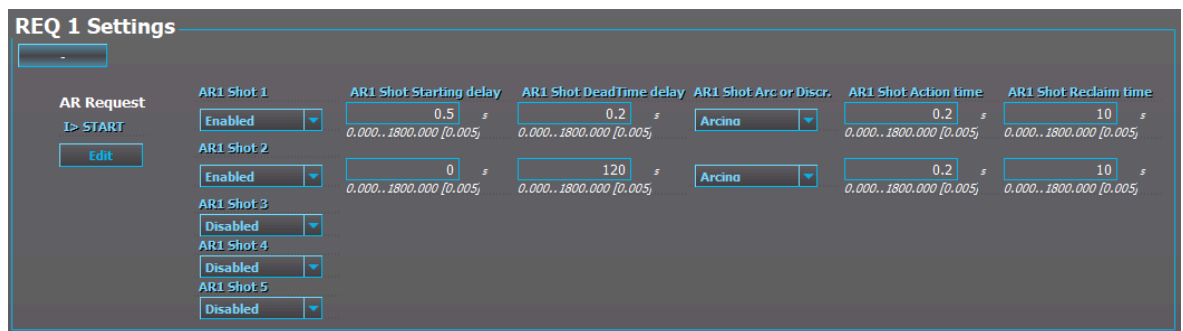 REQ 1 Settings
-
AR1 Shot 1 AR1 Shot Starting delay AR1 Shot DeadTime delay AR1 Shot Arc or Discr. AR1 Shot Action time AR1 Shot Reclaim time
AR Request
Enabled 0.5 s 0.2 s Arcing 0.2 s 10 s
I> START
0.000..1800.000 [0.005] 0.000..1800.000 [0.005] 0.000..1800.000 [0.005] 0.000..1800.000 [0.005]
Edit
AR1 Shot 2
Enabled 0 s 120 s Arcing 0.2 s 10 s
0.000..1800.000 [0.005] 0.000..1800.000 [0.005] 0.000..1800.000 [0.005] 0.000..1800.000 [0.005]
AR1 Shot 3
Disabled
AR1 Shot 4
Disabled
AR1 Shot 5
Disabled